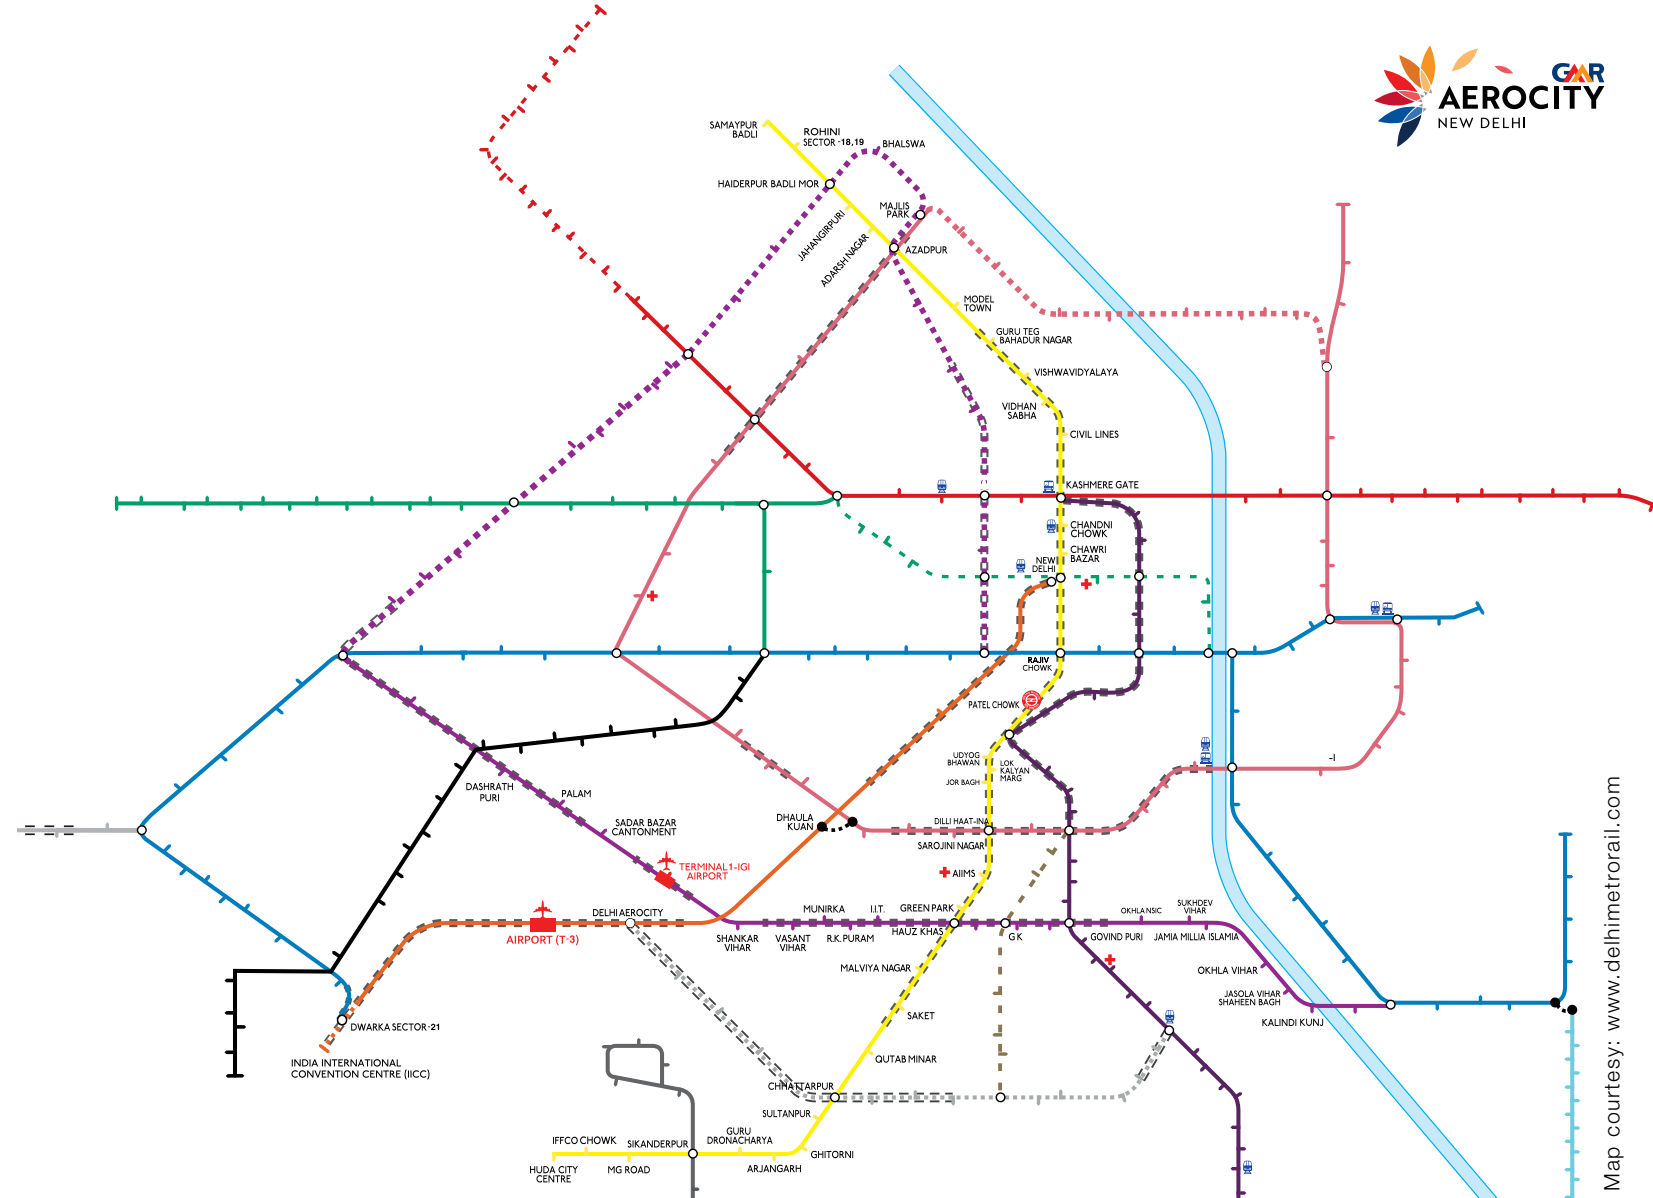 GMR
AEROCITY
NEW DELHI
SAMAYPUR
BADLI
ROHINI
SECTOR -18,19
BHALSWA
HAIDERPUR BADLI MOR
MAJLIS
PARK
JAHANGIRPURI
ADARSH NAGAR
AZADPUR
MODEL
TOWN
GURU TEG
BAHADUR NAGAR
VISHWAVIDYALAYA
VIDHAN
SABHA
CIVIL LINES
KASHMERE GATE
CHANDNI
CHOWK
CHAWRI
BAZAR
NEW
DELHI
RAJIV
CHOWK
PATEL CHOWK
UDYOG
BHAWAN
LOK
KALYAN
MARG
JOR BAGH
DASHRATH
PURI
PALAM
SADAR BAZAR
CANTONMENT
DHAULA
KUAN
DILLI HAAT-INA
SAROJINI NAGAR
TERMINAL1-IGI
AIRPORT
AIIMS
DELHI AEROCITY
AIRPORT (T-3)
MUNIRKA
I.I.T.
GREEN PARK
HAUZ KHAS
SHANKAR
VIHAR
VASANT
VIHAR
R.K. PURAM
G K
OKHLA NSIC
SUKHDEV
VIHAR
GOVIND PURI
JAMIA MILLIA ISLAMIA
OKHLA VIHAR
JASOLA VIHAR
SHAHEEN BAGH
KALINDI KUNJ
MALVIYA NAGAR
SAKET
QUTAB MINAR
DWARKA SECTOR -21
INDIA INTERNATIONAL
CONVENTION CENTRE (IICC)
CHHATTARPUR
SULTANPUR
GHITORNI
GURU
DRONACHARYA
ARJANGARH
SIKANDERPUR
IFFCO CHOWK
MG ROAD
HUDA CITY
CENTRE
-I
Map courtesy: www.delhimetrorail.com